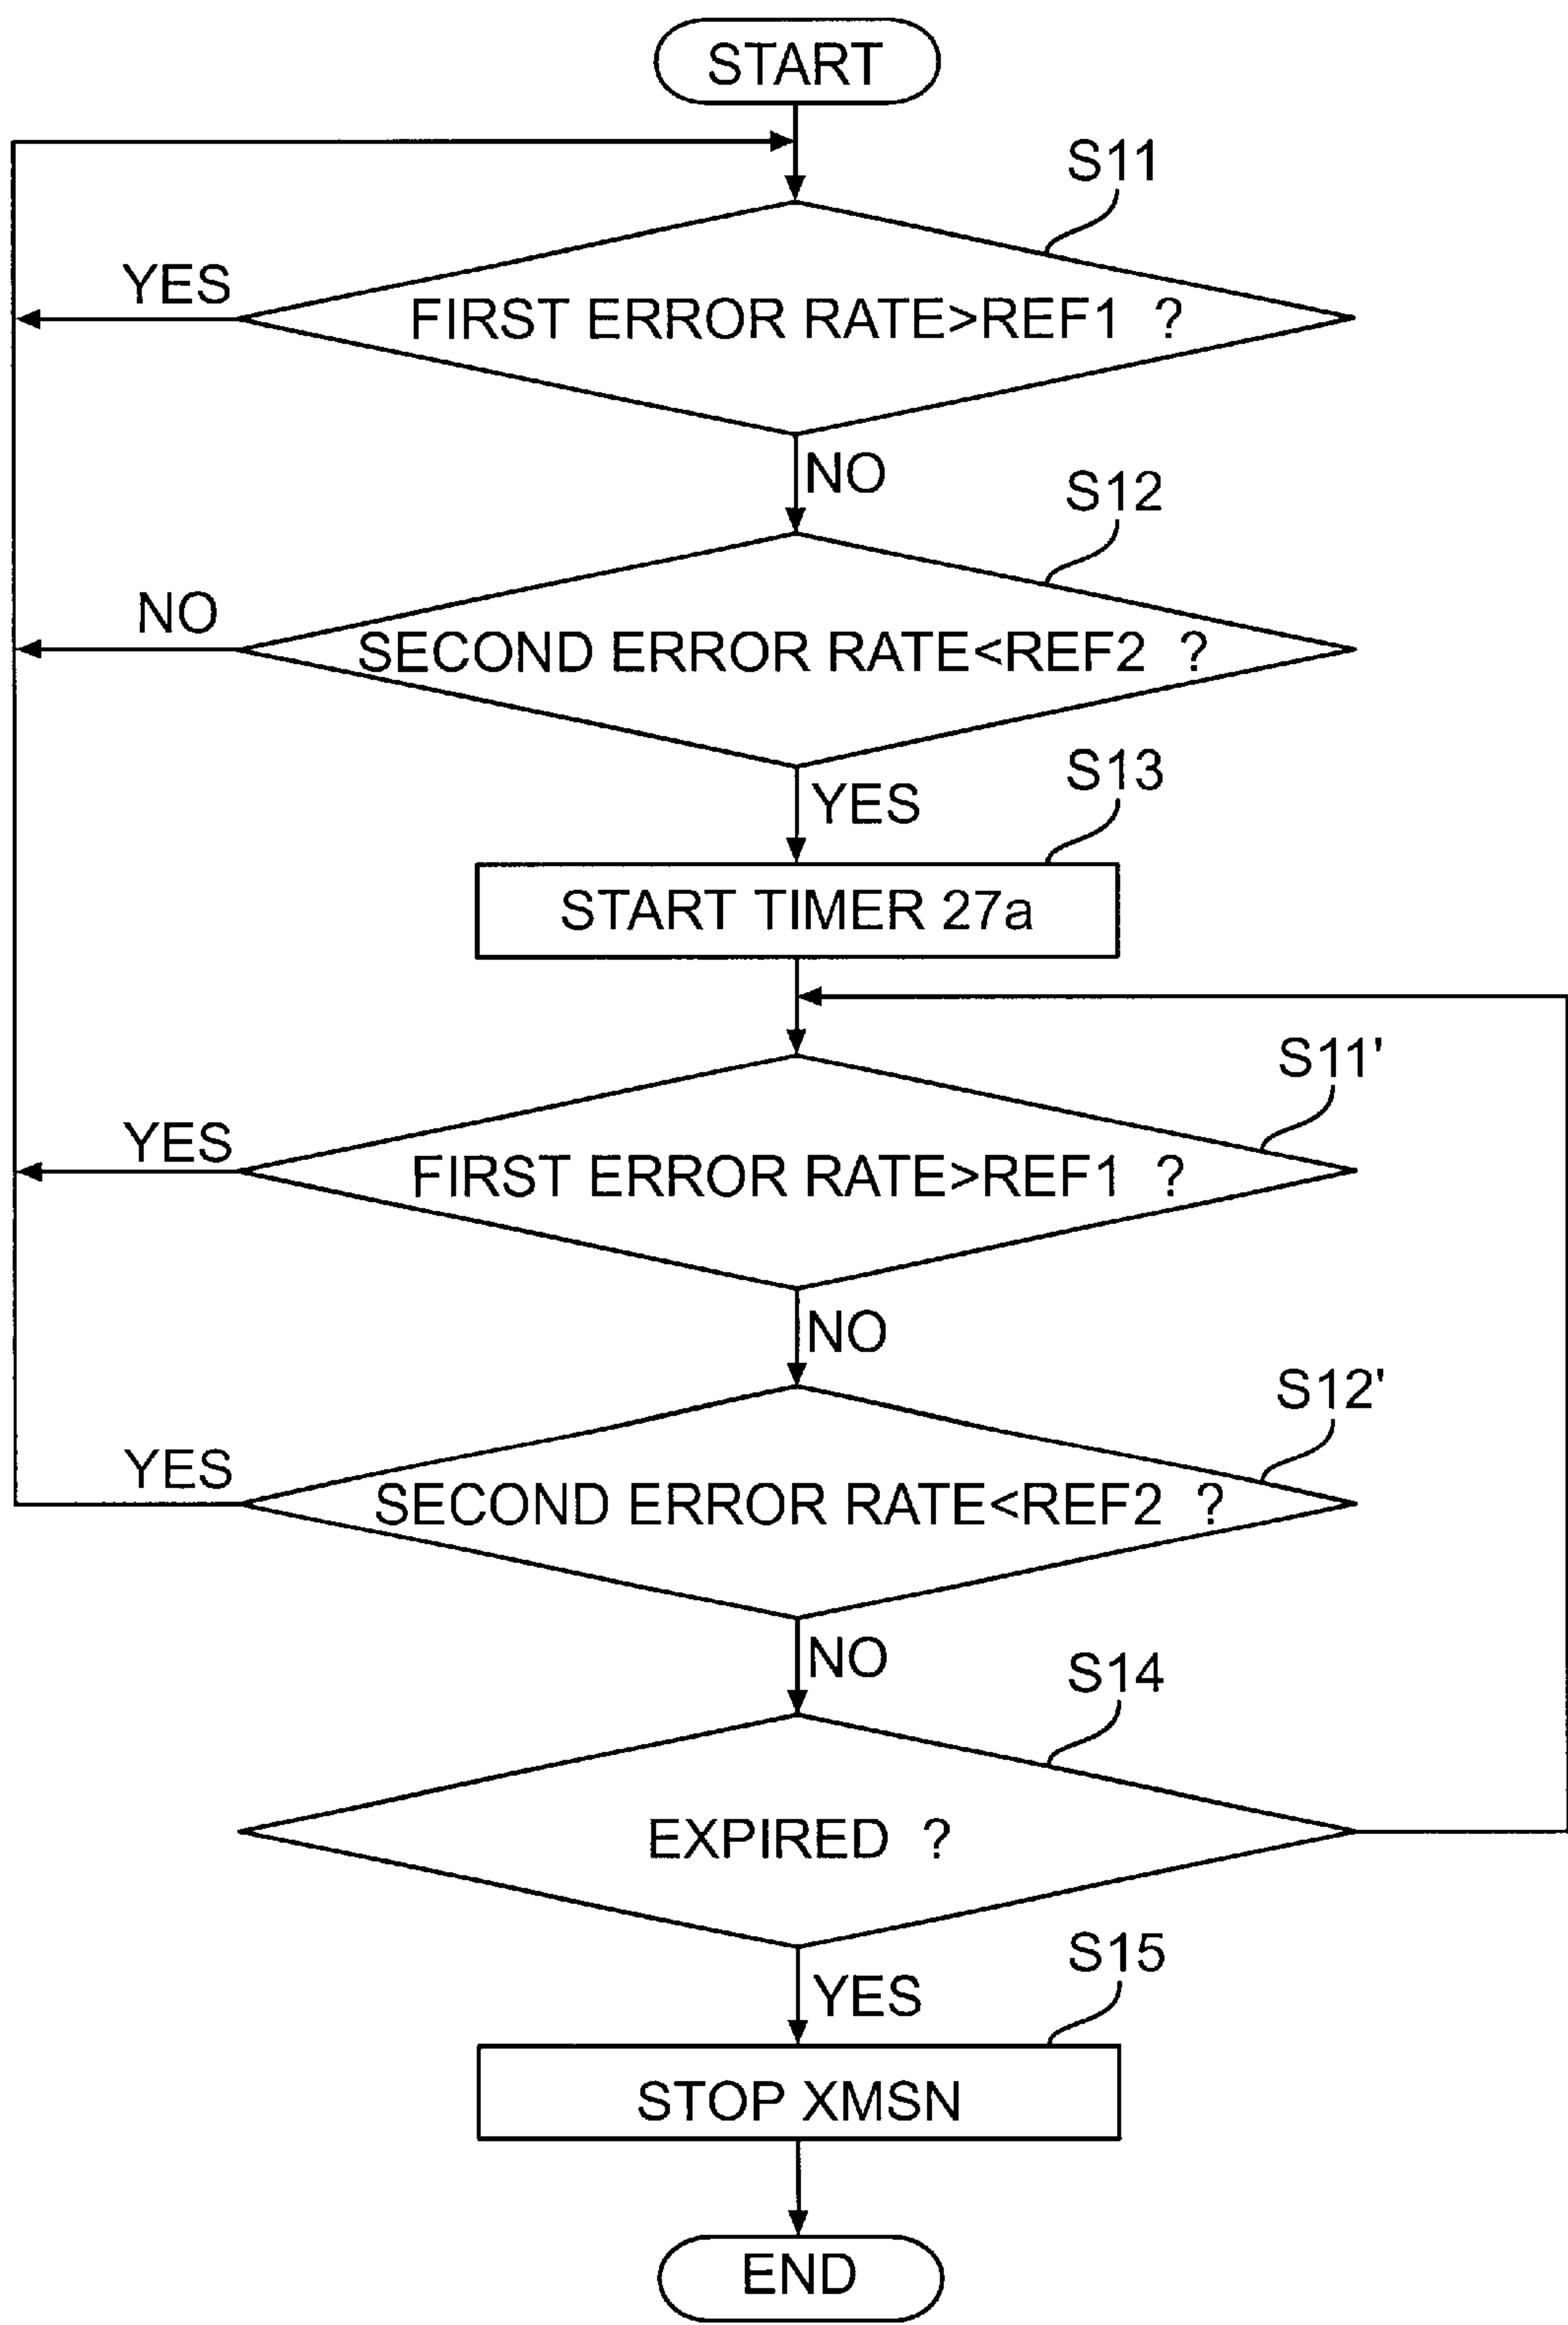 START
S11
YES
FIRST ERROR RATE>REF1 ?
NO
S12
NO
SECOND ERROR RATE<REF2 ?
S13
YES
START TIMER 27a
S11'
YES
FIRST ERROR RATE>REF1 ?
NO
S12'
YES
SECOND ERROR RATE<REF2 ?
NO
S14
EXPIRED ?
S15
YES
STOP XMSN
END